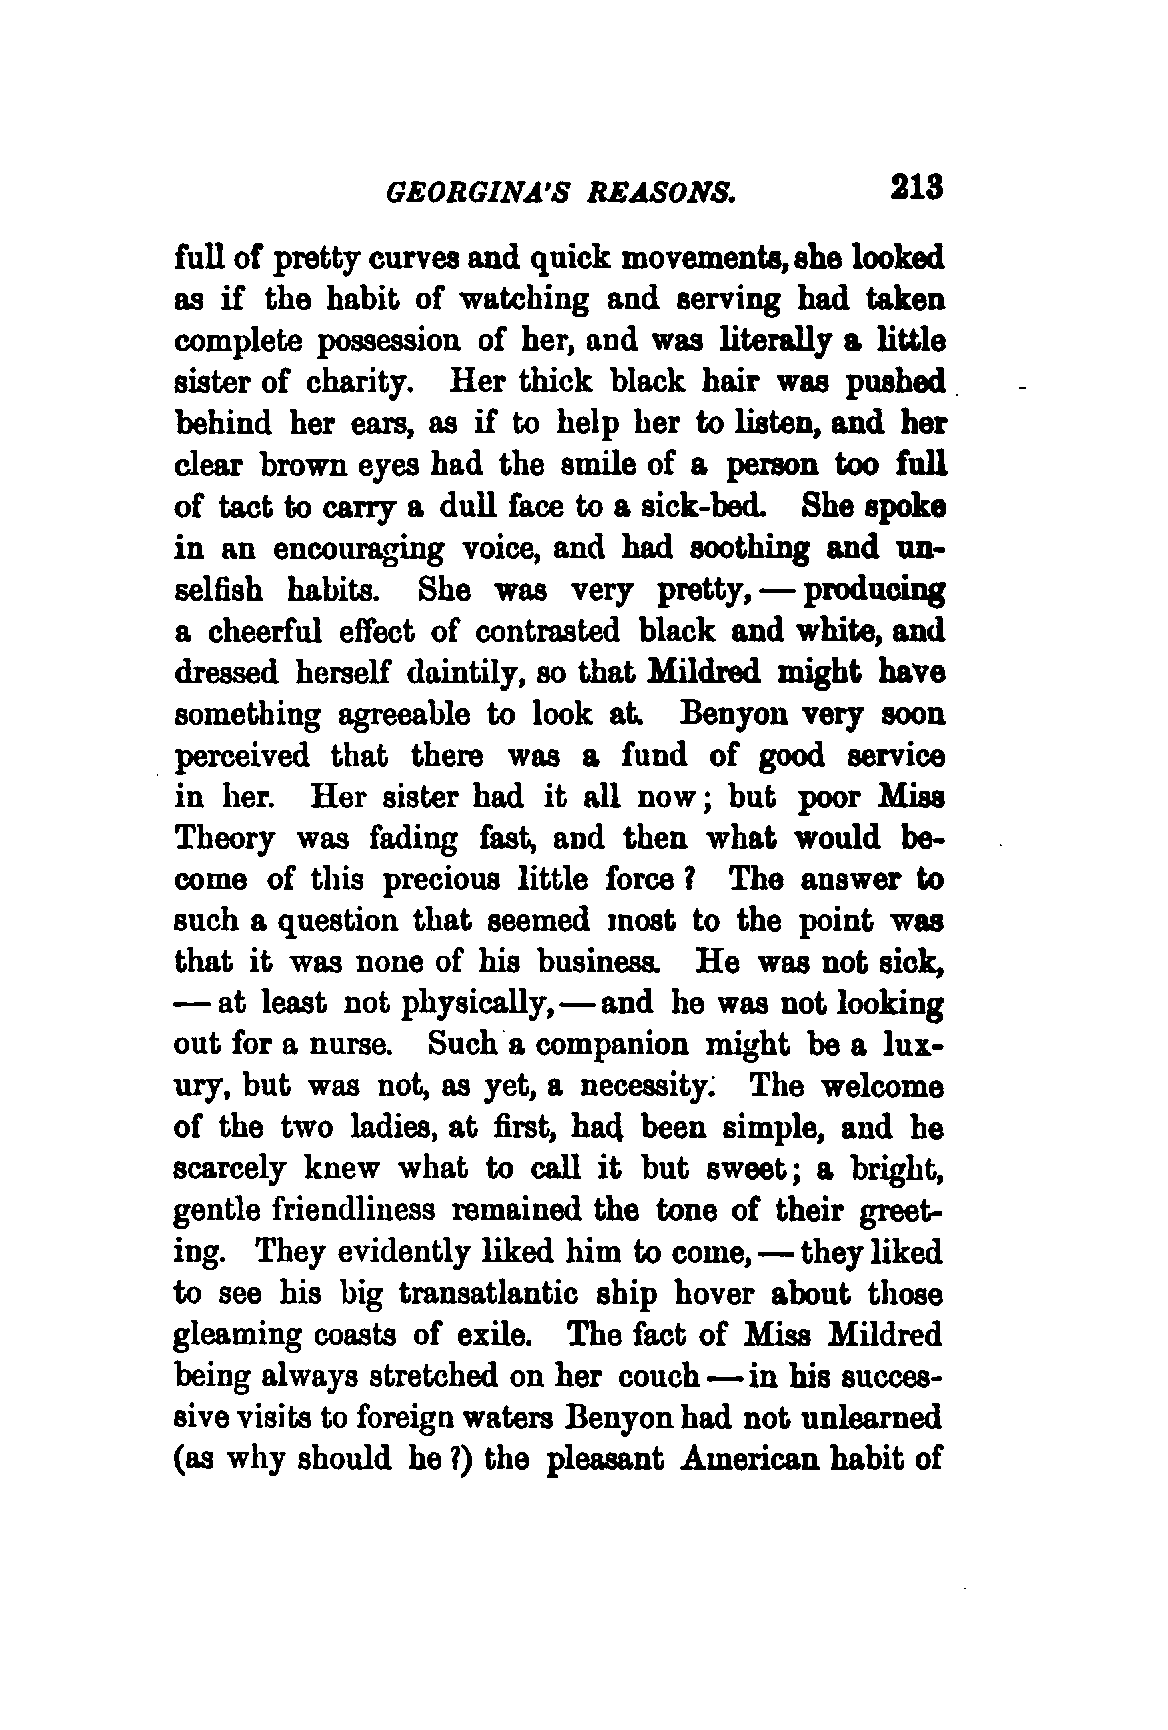 GEORGINA'S REASONS. 213
full of pretty curves and quick movements, she looked
as if the habit of watching and serving had taken
complete possession of her, and was literally a little
sister of charity. Her thick black hair was pushed
behind her ears, as if to help her to listen, and her
clear brown eyes had the smile of a person too full
of tact to carry a dull face to a sick-bed. She spoke
in an encouraging voice, and had soothing and un-
selfish habits. She was very pretty, — producing
a cheerful effect of contrasted black and white, and
dressed herself daintily, so that Mildred might have
something agreeable to look at. Benyon very soon
perceived that there was a fund of good service
in her. Her sister had it all now; but poor Miss
Theory was fading fast, and then what would be-
come of this precious little force? The answer to
such a question that seemed most to the point was
that it was none of his business. He was not sick,
— at least not physically, — and he was not looking
out for a nurse. Such a companion might be a lux-
ury, but was not, as yet, a necessity. The welcome
of the two ladies, at first, had been simple, and he
scarcely knew what to call it but sweet; a bright,
gentle friendliness remained the tone of their greet-
ing. They evidently liked him to come, — they liked
to see his big transatlantic ship hover about those
gleaming coasts of exile. The fact of Miss Mildred
being always stretched on her couch — in his succes-
sive visits to foreign waters Benyon had not unlearned
(as why should he?) the pleasant American habit of